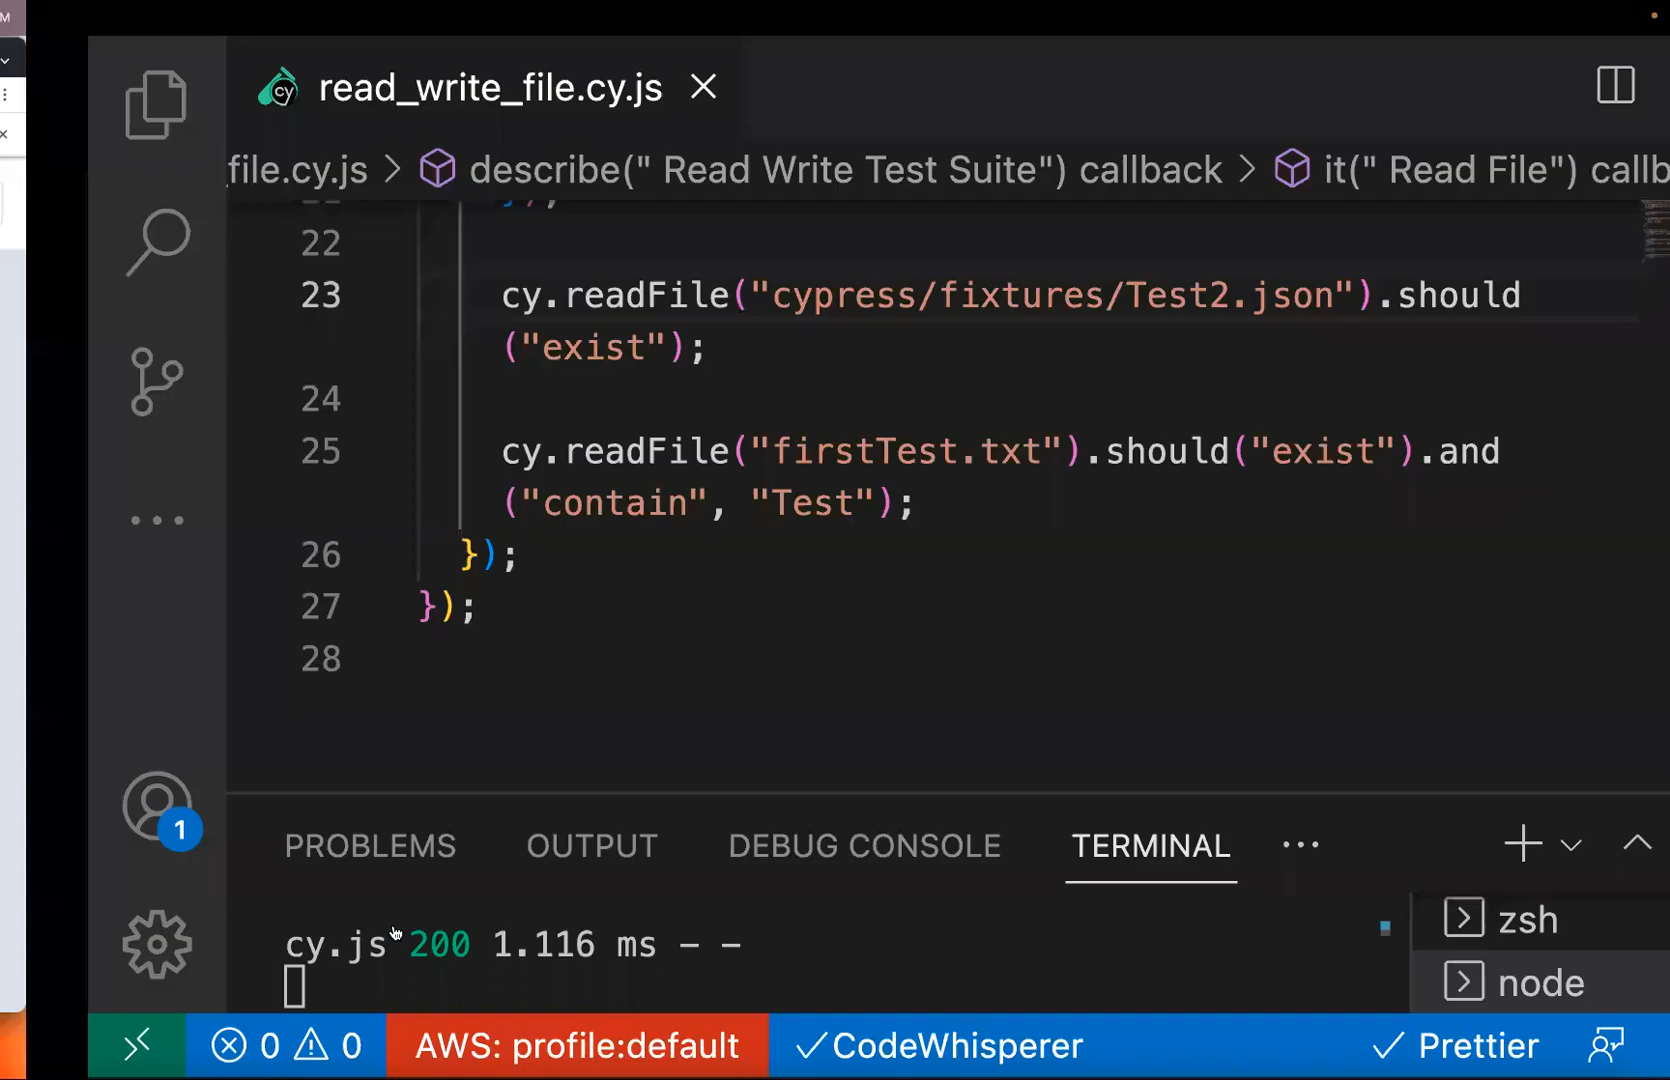 M
read_write_file.cy.js
_file.cy.js > describe(" Read Write Test Suite") callback > it(" Read File") callb
22
23 cy.readFile("cypress/fixtures/Test2.json").should
("exist");
24
25 cy.readFile("firstTest.txt").should("exist").and
("contain", "Test");
26 });
27 });
28
PROBLEMS OUTPUT DEBUG CONSOLE TERMINAL ...
cy.js 200 1.116 ms - -
zsh
node
1
0 0 AWS: profile:default CodeWhisperer Prettier